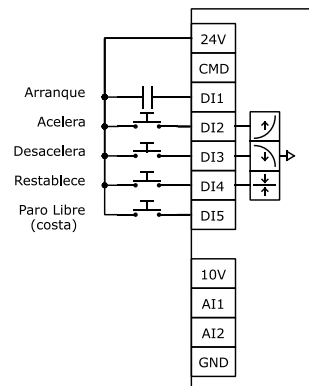 24V
CMD
Arranque
DI1
Acelera
DI2
Desacelera
DI3
Restablece
DI4
Paro Libre
(costa)
DI5
10V
AI1
AI2
GND